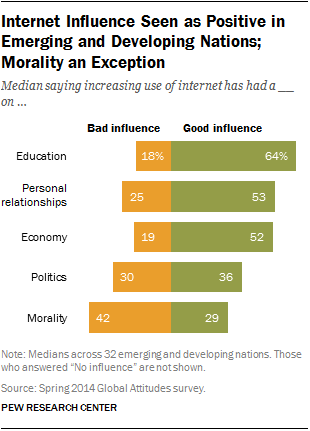 Internet Influence Seen as Positive in
Emerging and Developing Nations;
Morality an Exception
Median saying increasing use of internet has had a __
on ...
Bad influence Good influence
Education 18% 64%
Personal
relationships 25 53
Economy 19 52
Politics 30 36
Morality 42 29
Note: Medians across 32 emerging and developing nations. Those
who answered “No influence” are not shown.
Source: Spring 2014 Global Attitudes survey.
PEW RESEARCH CENTER